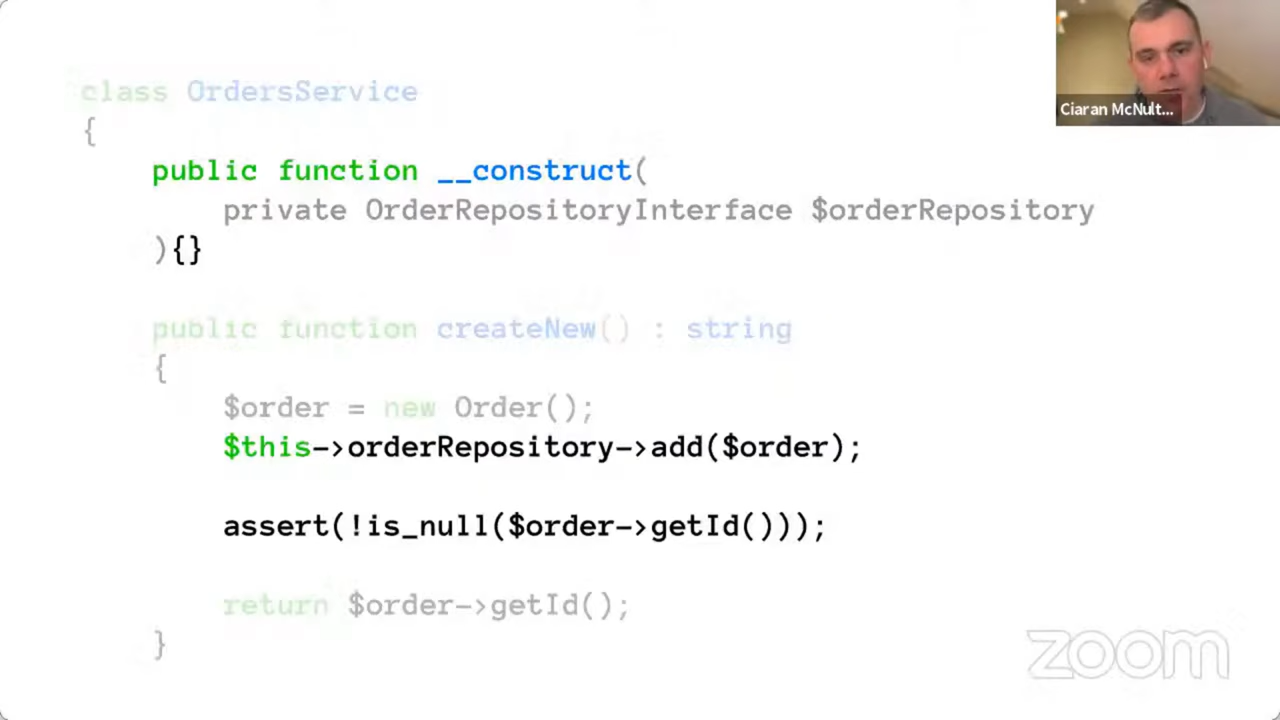 class OrdersService
{
public function __construct(
private OrderRepositoryInterface $orderRepository
){}
public function createNew() : string
{
$order = new Order();
$this->orderRepository->add($order);
assert(!is_null($order->getId()));
return $order->getId();
}
Ciaran McNult...
zoom